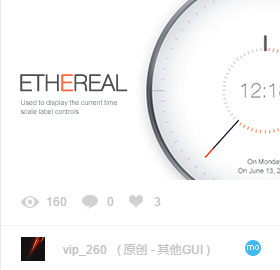 ETHEREAL
Used to display the current time
scale label controls
12:1
On Monday
On June 13, 2
160
0
3
vip_260 （原创 - 其他GUI）
mo